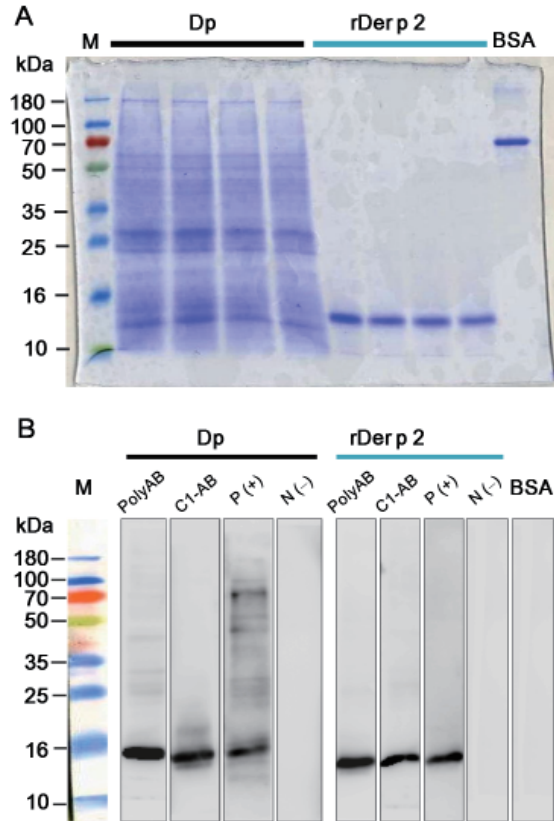 A
Dp
rDer p 2
M
BSA
kDa
180
100
70
50
35
25
16
10
B
Dp
rDer p 2
M
PolyAB
C1-AB
P (+)
N (−)
PolyAB
C1-AB
P (+)
N (−)
BSA
kDa
180
100
70
50
35
25
16
10